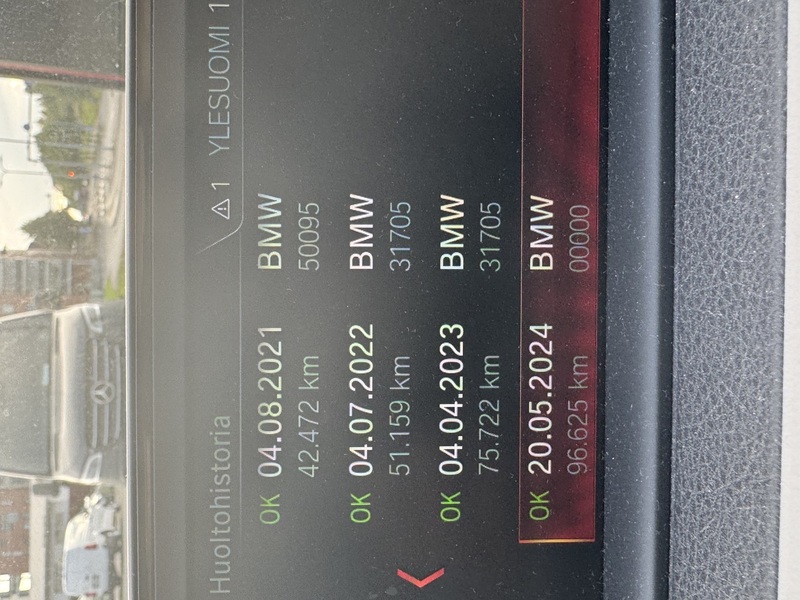 Huoltohistoria
⚠ 1 YLESUOMI 1
OK 04.08.2021 BMW
42.472 km 50095
OK 04.07.2022 BMW
51.159 km 31705
OK 04.04.2023 BMW
75.722 km 31705
OK 20.05.2024 BMW
96.625 km 00000